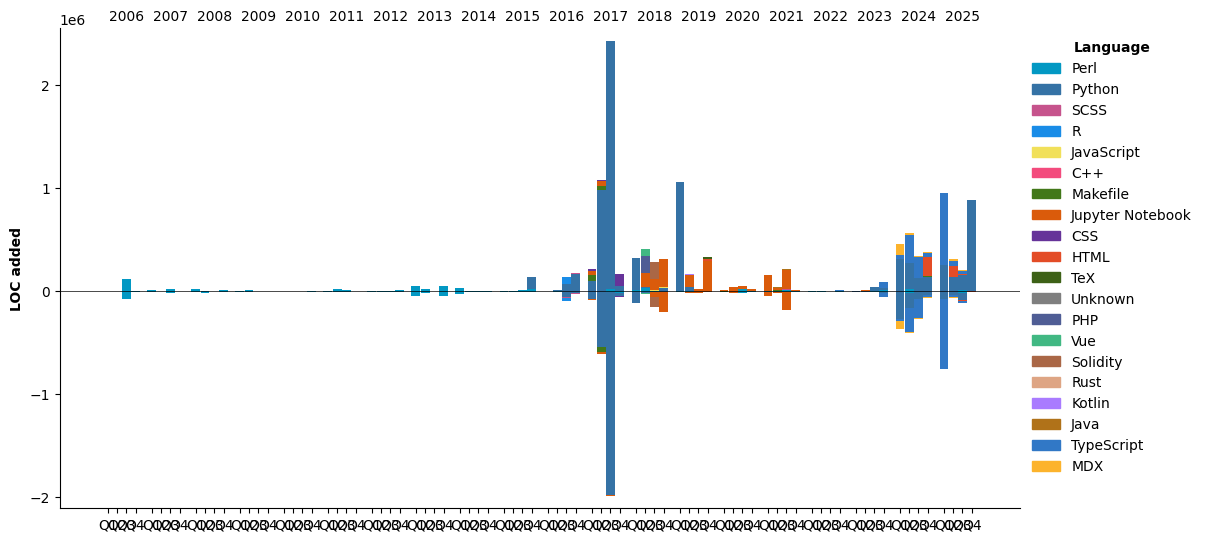 2006 2007 2008 2009 2010 2011 2012 2013 2014 2015 2016 2017 2018 2019 2020 2021 2022 2023 2024 2025
1e6
LOC added
2
1
0
−1
−2
Language
Perl
Python
SCSS
R
JavaScript
C++
Makefile
Jupyter Notebook
CSS
HTML
TeX
Unknown
PHP
Vue
Solidity
Rust
Kotlin
Java
TypeScript
MDX